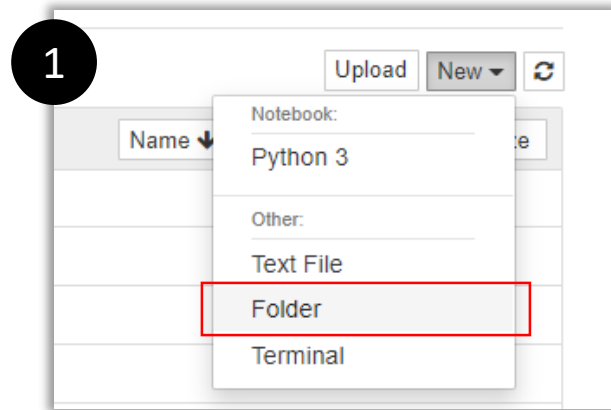 1
Upload New
Name
Notebook:
Python 3
Other:
Text File
Folder
Terminal